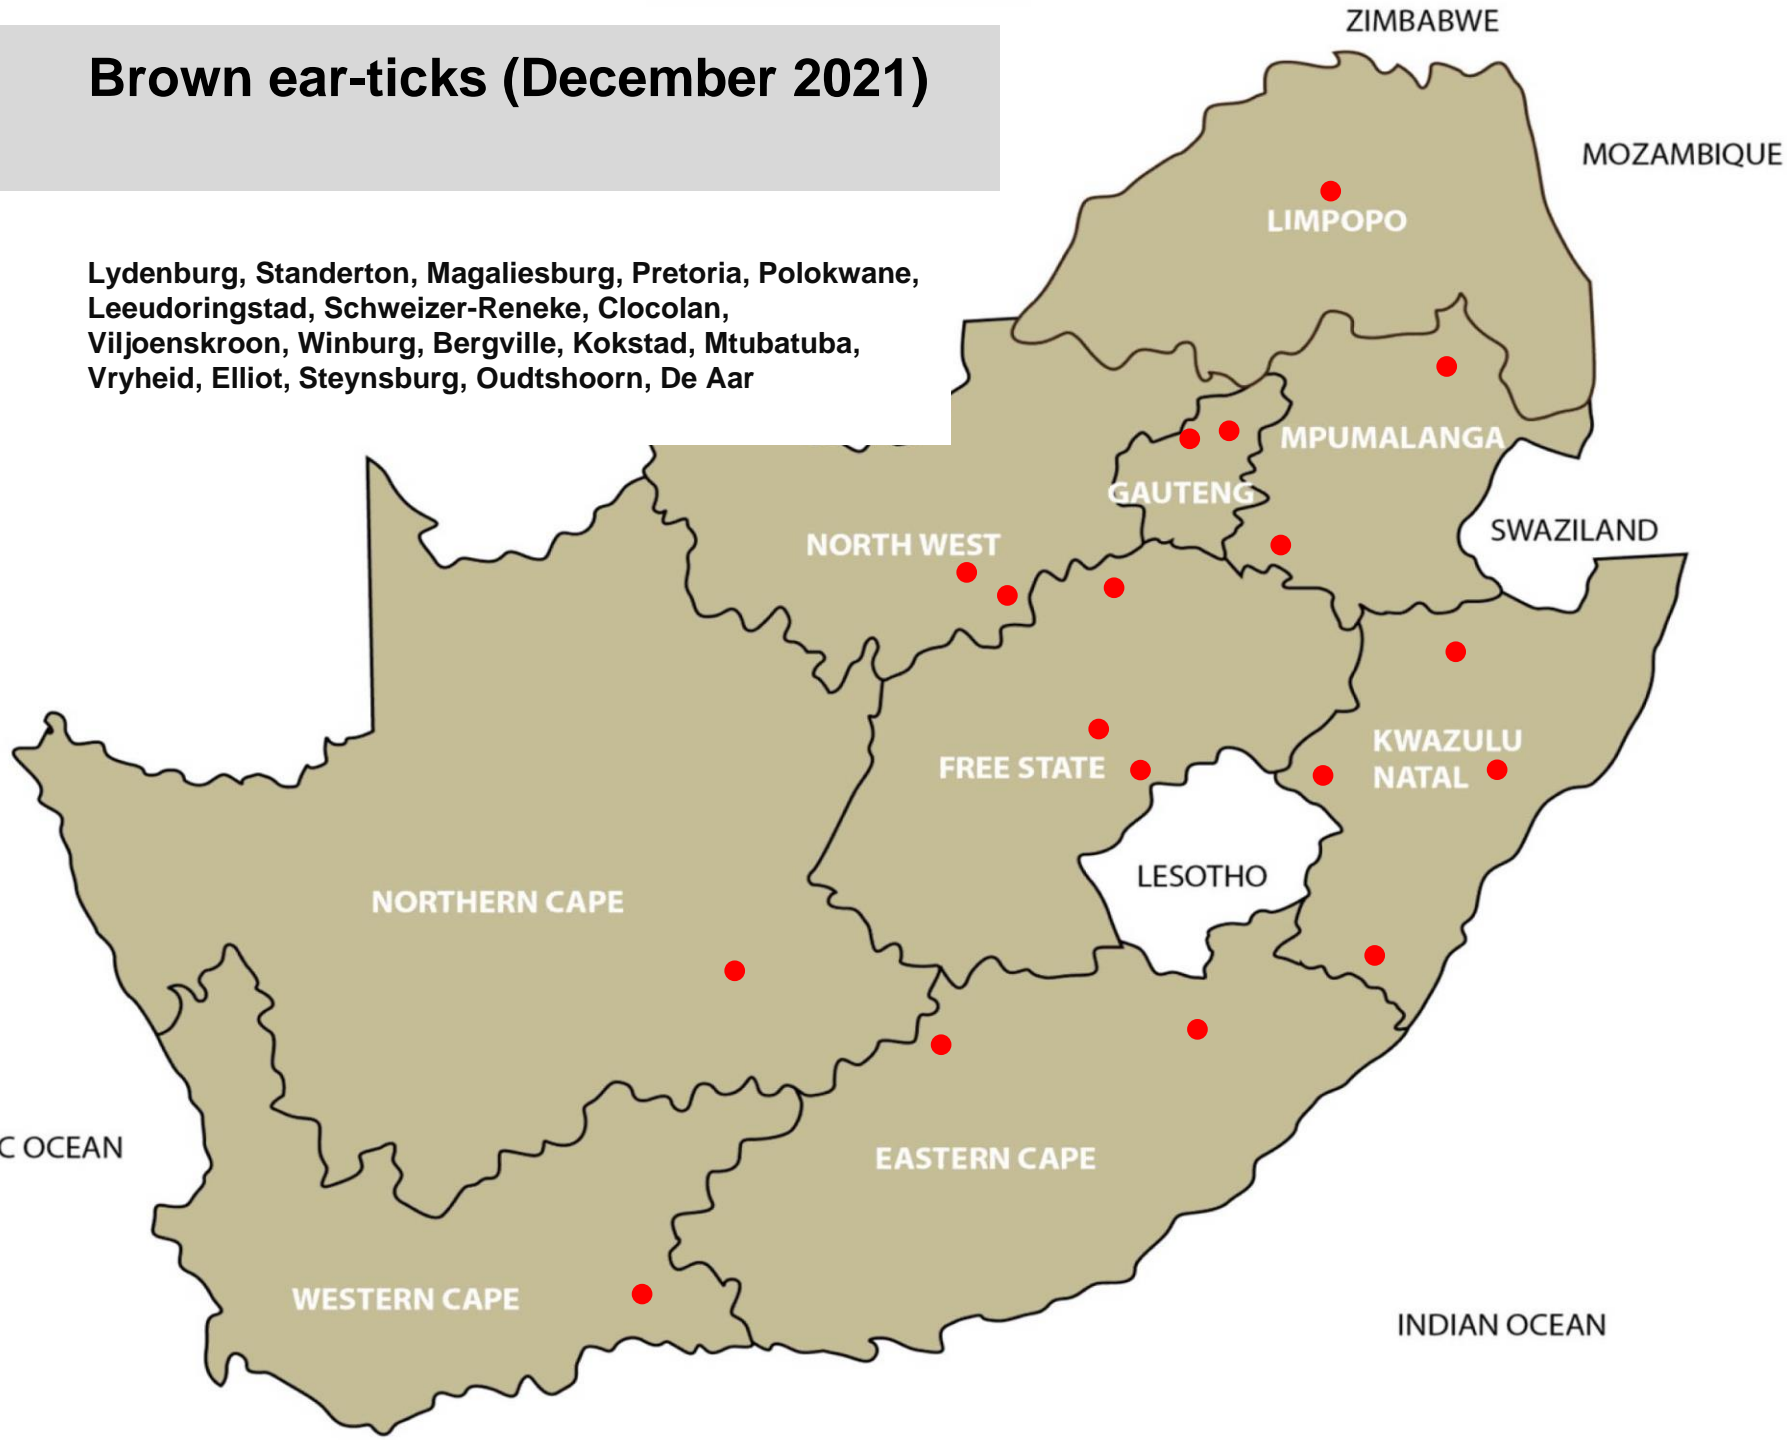 ZIMBABWE
Brown ear-ticks (December 2021)
MOZAMBIQUE
LIMPOPO
Lydenburg, Standerton, Magaliesburg, Pretoria, Polokwane,
Leeudoringstad, Schweizer-Reneke, Clocolan,
Viljoenskroon, Winburg, Bergville, Kokstad, Mtubatuba,
Vryheid, Elliot, Steynsburg, Oudtshoorn, De Aar
MPUMALANGA
GAUTENG
SWAZILAND
NORTH WEST
KWAZULU
NATAL
FREE STATE
LESOTHO
NORTHERN CAPE
C OCEAN
EASTERN CAPE
WESTERN CAPE
INDIAN OCEAN